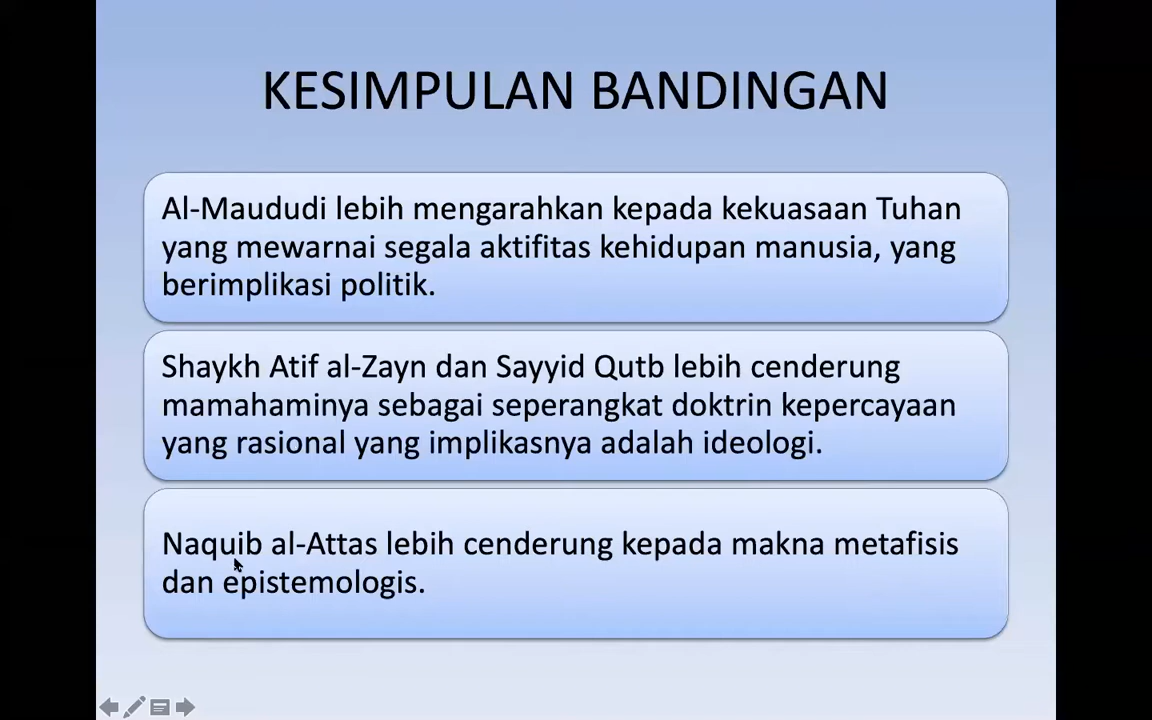 KESIMPULAN BANDINGAN
Al-Maududi lebih mengarahkan kepada kekuasaan Tuhan
yang mewarnai segala aktifitas kehidupan manusia, yang
berimplikasi politik.
Shaykh Atif al-Zayn dan Sayyid Qutb lebih cenderung
mamahaminya sebagai seperangkat doktrin kepercayaan
yang rasional yang implikasnya adalah ideologi.
Naquib al-Attas lebih cenderung kepada makna metafisis
dan epistemologis.